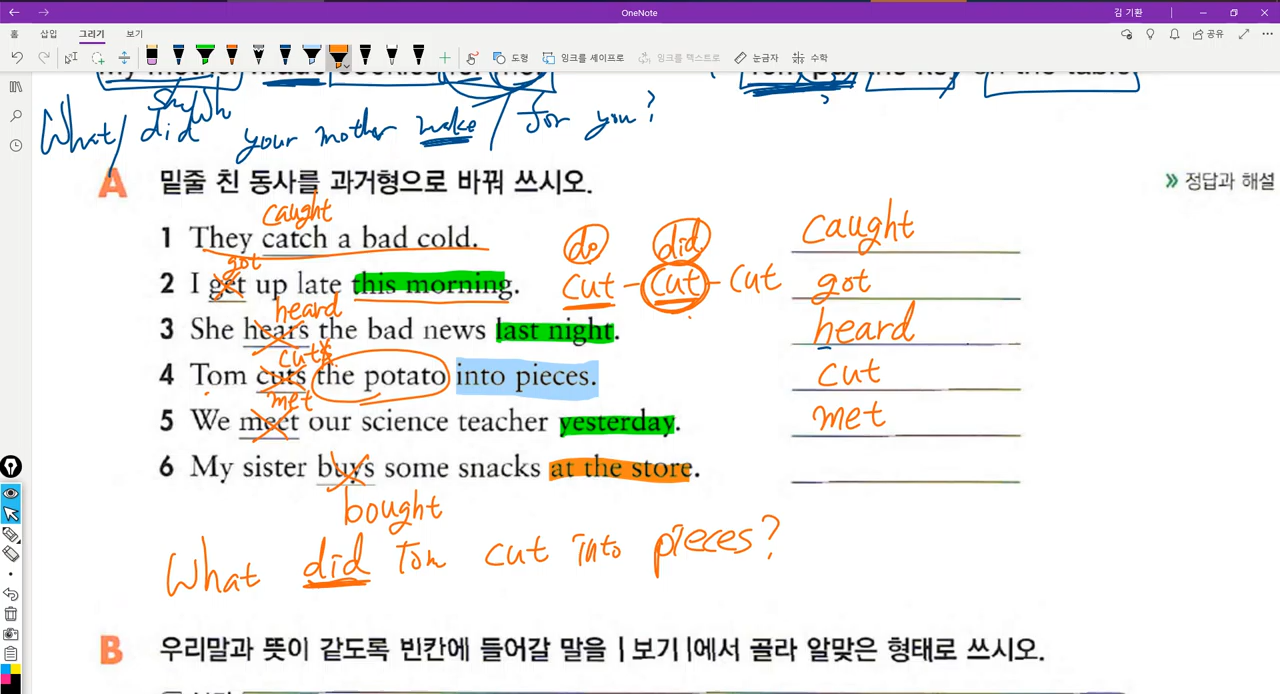 OneNote
김 기환
홈 삽입 그리기 보기
도형 잉크를 셰이프로 잉크를 텍스트로 눈금자 수학
공유
What did your mother make for you?
A 밑줄 친 동사를 과거형으로 바꿔 쓰시오.
» 정답과 해설
caught
1 They catch a bad cold.
do did
caught
got
2 I get up late this morning.
cut - cut - cut
got
heard
3 She hears the bad news last night.
heard
cut
4 Tom cuts the potato into pieces.
cut
met
5 We meet our science teacher yesterday.
met
6 My sister buys some snacks at the store.
bought
What did Tom cut into pieces?
B 우리말과 뜻이 같도록 빈칸에 들어갈 말을 | 보기 |에서 골라 알맞은 형태로 쓰시오.